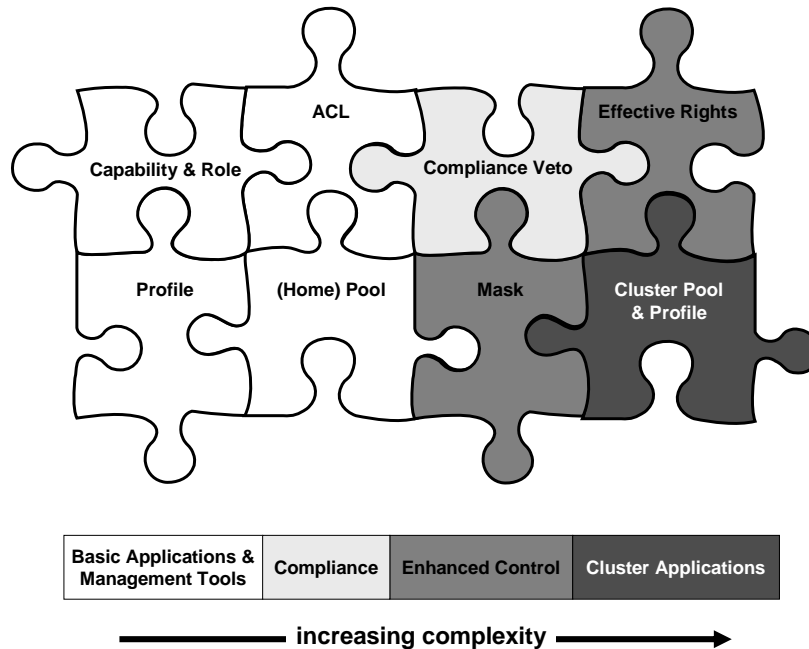 ACL
Effective Rights
Capability & Role
Compliance Veto
Profile
(Home) Pool
Mask
Cluster Pool
& Profile
Basic Applications &
Management Tools
Compliance
Enhanced Control
Cluster Applications
increasing complexity